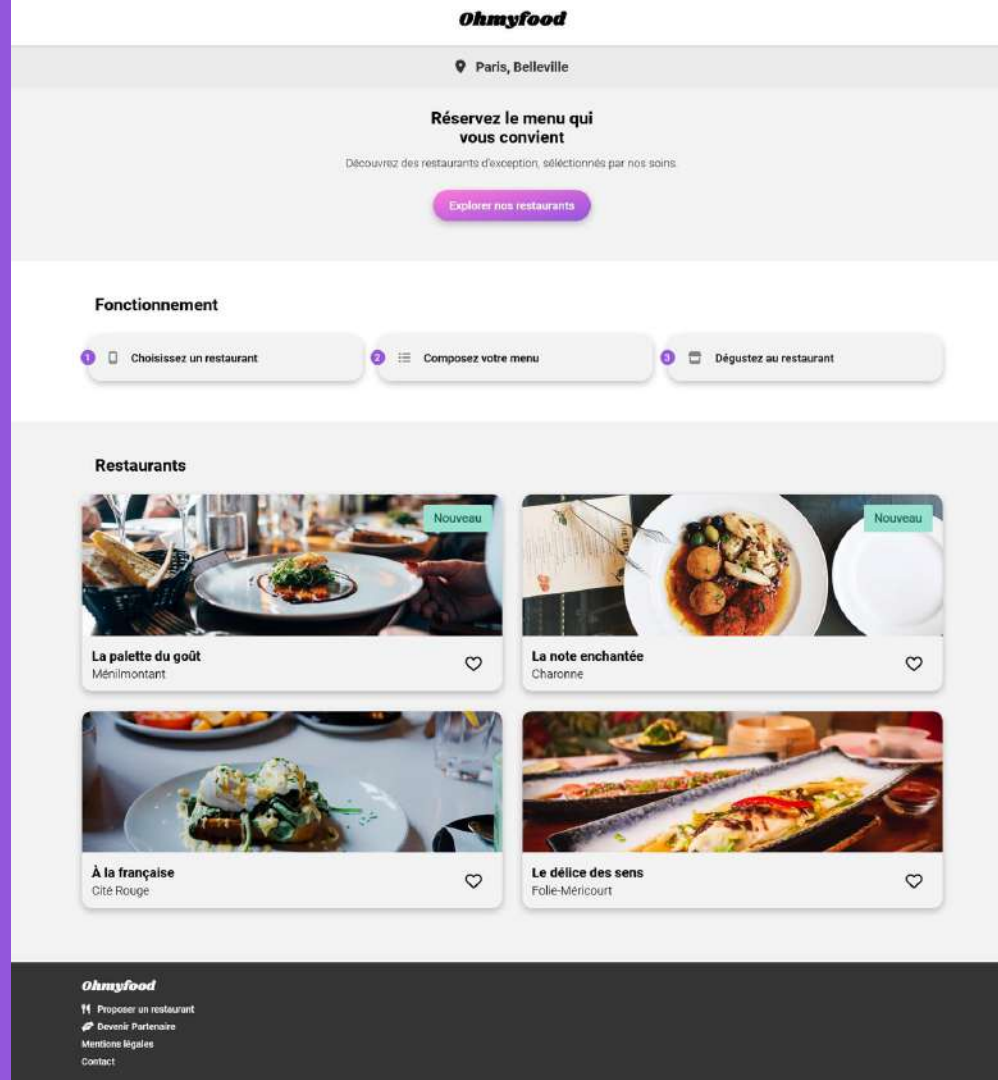 Ohmyfood
Paris, Belleville
Réservez le menu qui
vous convient
Découvrez des restaurants d'exception, séléctionnés par nos soins.
Explorer nos restaurants
Fonctionnement
1 Choisissez un restaurant
2 Composez votre menu
3 Dégustez au restaurant
Restaurants
Nouveau
La palette du goût
Ménilmontant
Nouveau
La note enchantée
Charonne
À la française
Cité Rouge
Le délice des sens
Folie-Méricourt
Ohmyfood
Proposer un restaurant
Devenir Partenaire
Mentions légales
Contact